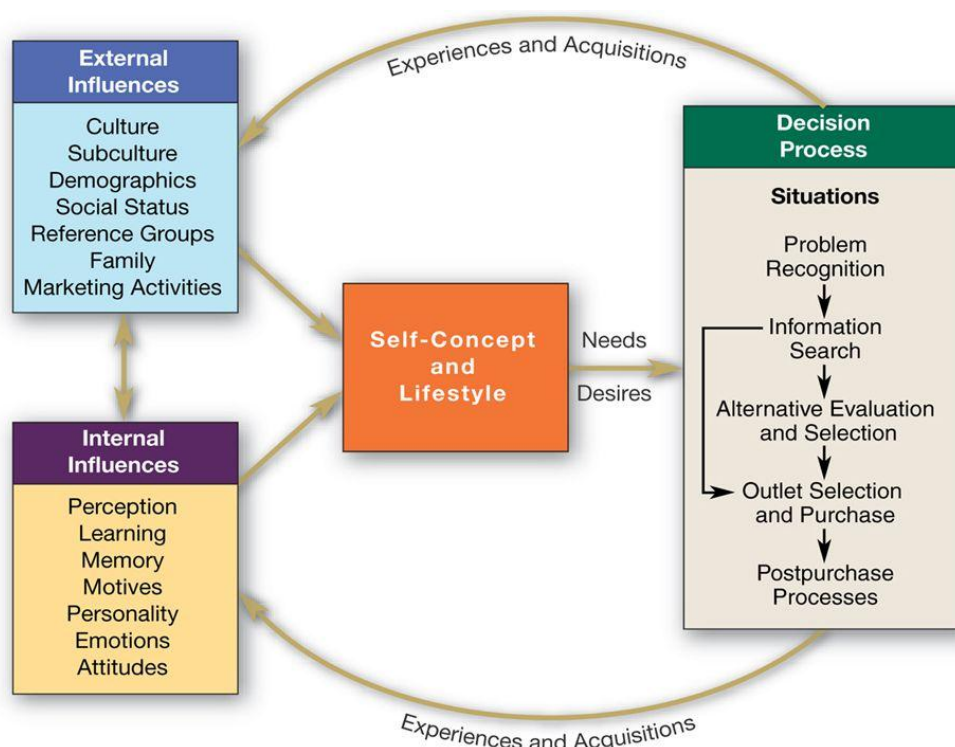 External
Influences
Culture
Subculture
Demographics
Social Status
Reference Groups
Family
Marketing Activities
Internal
Influences
Perception
Learning
Memory
Motives
Personality
Emotions
Attitudes
Self-Concept
and
Lifestyle
Needs
Desires
Experiences and Acquisitions
Decision
Process
Situations
Problem
Recognition
Information
Search
Alternative Evaluation
and Selection
Outlet Selection
and Purchase
Postpurchase
Processes
Experiences and Acquisitions